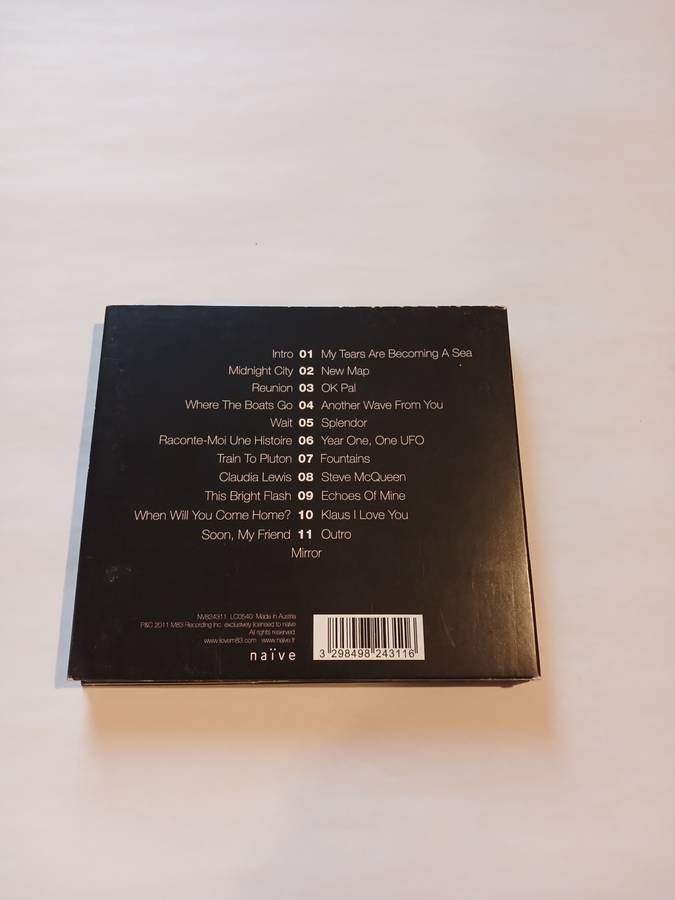 Intro 01 My Tears Are Becoming A Sea
Midnight City 02 New Map
Reunion 03 OK Pal
Where The Boats Go 04 Another Wave From You
Wait 05 Splendor
Raconte-Moi Une Histoire 06 Year One, One UFO
Train To Pluton 07 Fountains
Claudia Lewis 08 Steve McQueen
This Bright Flash 09 Echoes Of Mine
When Will You Come Home? 10 Klaus I Love You
Soon, My Friend 11 Outro
Mirror
NV824311 LC0540 Made in Austria
P&C 2011 M83 Recording Inc. exclusively licensed to naïve
All rights reserved.
www.ilovem83.com www.naive.fr
naïve
3 298498 243116